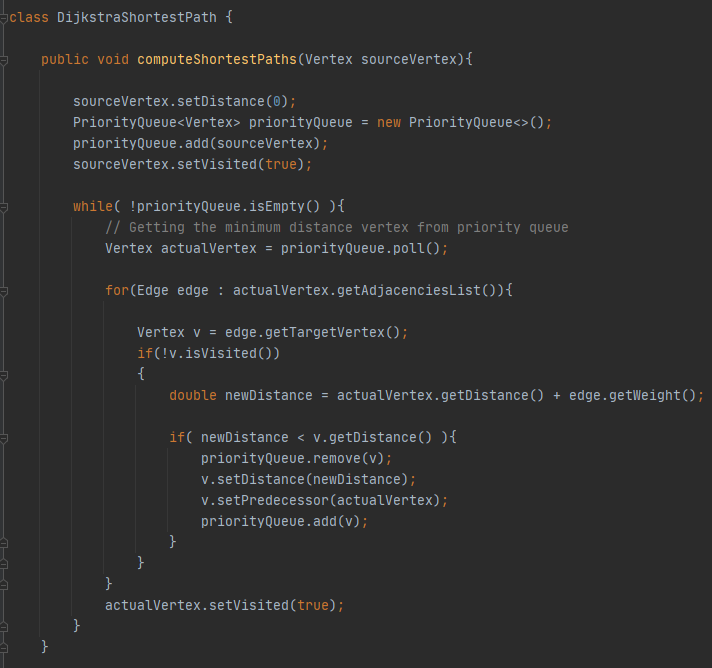 class DijkstraShortestPath {
public void computeShortestPaths(Vertex sourceVertex){
sourceVertex.setDistance(0);
PriorityQueue<Vertex> priorityQueue = new PriorityQueue<>();
priorityQueue.add(sourceVertex);
sourceVertex.setVisited(true);
while( !priorityQueue.isEmpty() ){
// Getting the minimum distance vertex from priority queue
Vertex actualVertex = priorityQueue.poll();
for(Edge edge : actualVertex.getAdjacenciesList()){
Vertex v = edge.getTargetVertex();
if(!v.isVisited())
{
double newDistance = actualVertex.getDistance() + edge.getWeight();
if( newDistance < v.getDistance() ){
priorityQueue.remove(v);
v.setDistance(newDistance);
v.setPredecessor(actualVertex);
priorityQueue.add(v);
}
}
}
actualVertex.setVisited(true);
}
}